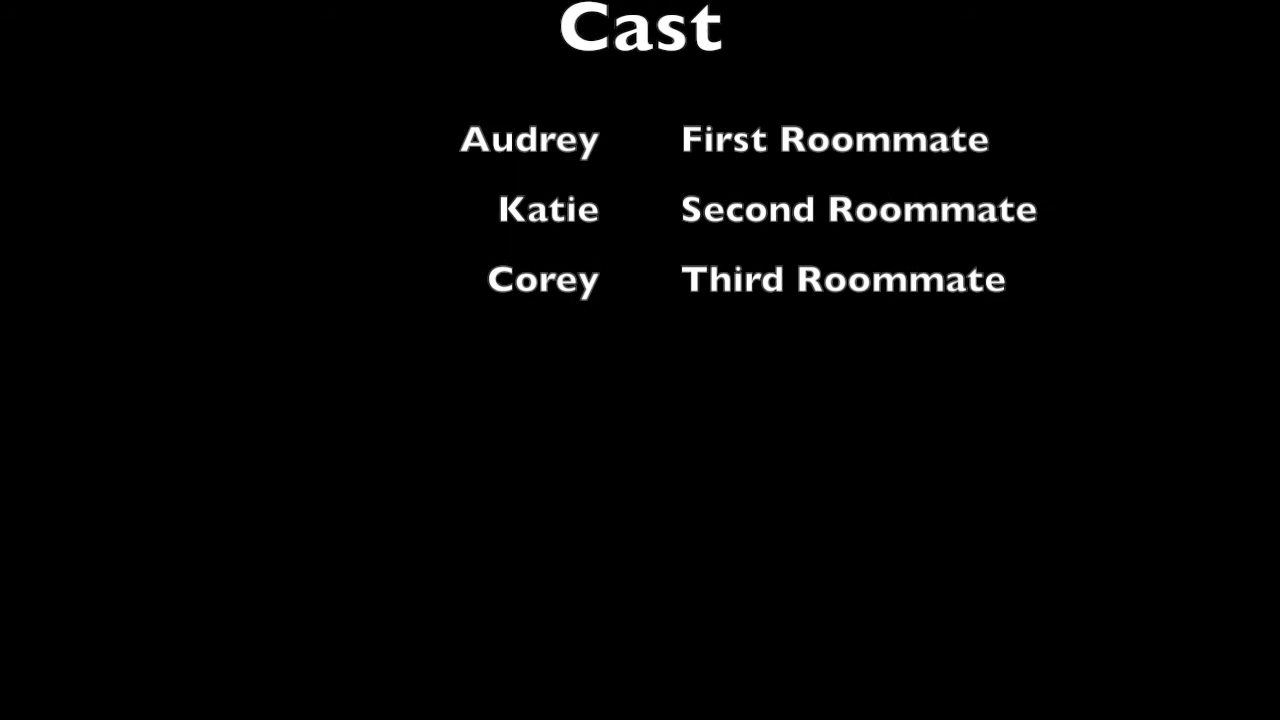 Cast
Audrey First Roommate
Katie Second Roommate
Corey Third Roommate